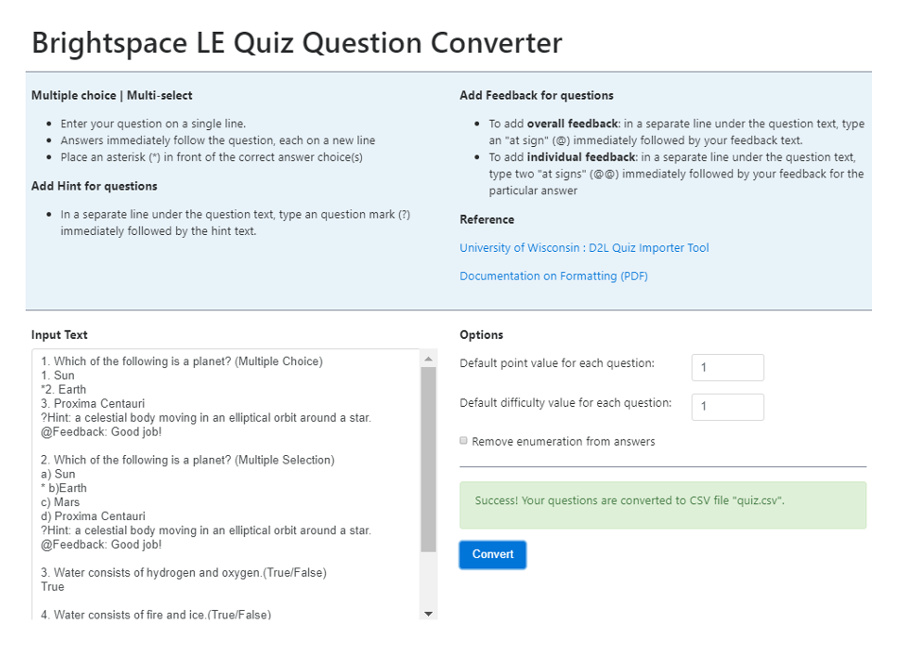 Brightspace LE Quiz Question Converter
Multiple choice | Multi-select
Enter your question on a single line.
Answers immediately follow the question, each on a new line
Place an asterisk (*) in front of the correct answer choice(s)
Add Hint for questions
In a separate line under the question text, type an question mark (?)
immediately followed by the hint text.
Add Feedback for questions
To add overall feedback: in a separate line under the question text, type
an "at sign" (@) immediately followed by your feedback text.
To add individual feedback: in a separate line under the question text,
type two "at signs" (@@) immediately followed by your feedback for the
particular answer
Reference
University of Wisconsin : D2L Quiz Importer Tool
Documentation on Formatting (PDF)
Input Text
1. Which of the following is a planet? (Multiple Choice)
1. Sun
*2. Earth
3. Proxima Centauri
?Hint: a celestial body moving in an elliptical orbit around a star.
@Feedback: Good job!
2. Which of the following is a planet? (Multiple Selection)
a) Sun
* b)Earth
c) Mars
d) Proxima Centauri
?Hint: a celestial body moving in an elliptical orbit around a star.
@Feedback: Good job!
3. Water consists of hydrogen and oxygen.(True/False)
True
4. Water consists of fire and ice.(True/False)
Options
Default point value for each question:
1
Default difficulty value for each question:
1
Remove enumeration from answers
Success! Your questions are converted to CSV file "quiz.csv".
Convert